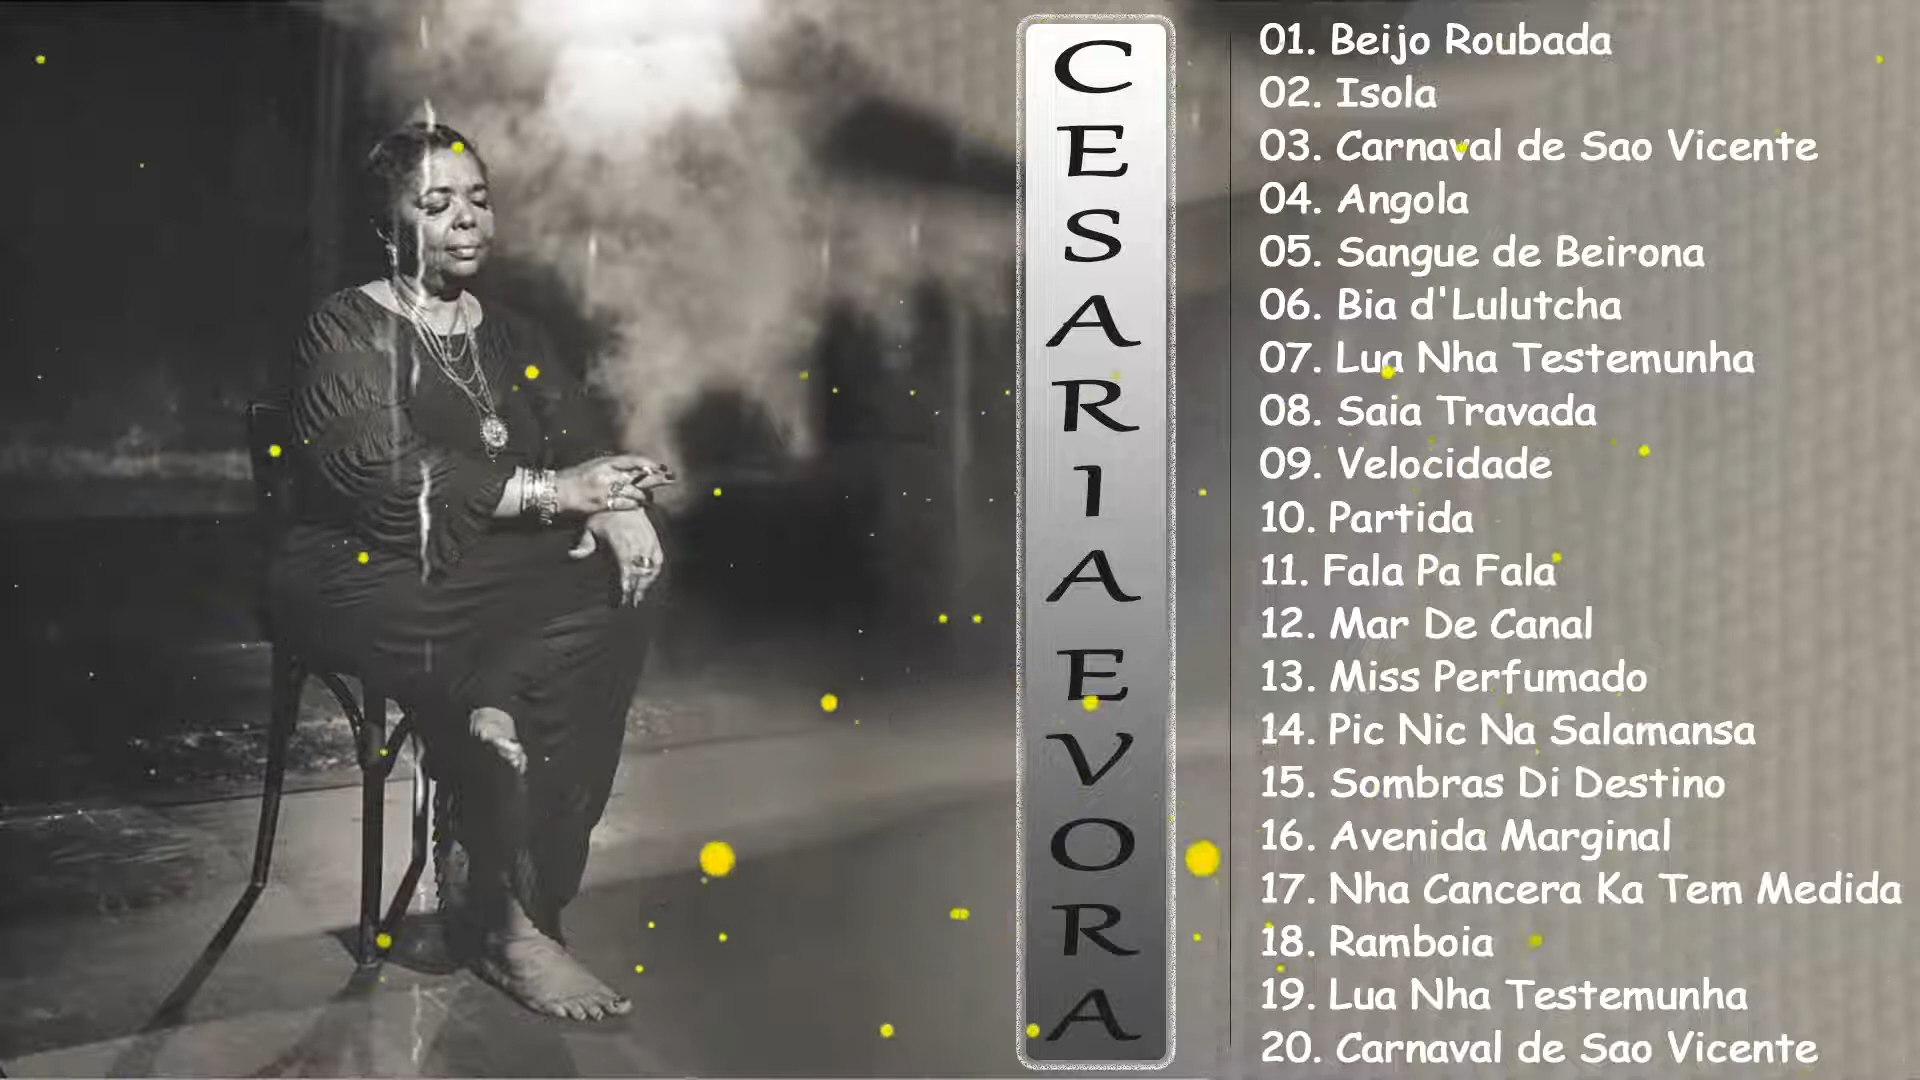 CESARIA EVORA
01. Beijo Roubada
02. Isola
03. Carnaval de Sao Vicente
04. Angola
05. Sangue de Beirona
06. Bia d'Lulutcha
07. Lua Nha Testemunha
08. Saia Travada
09. Velocidade
10. Partida
11. Fala Pa Fala
12. Mar De Canal
13. Miss Perfumado
14. Pic Nic Na Salamansa
15. Sombras Di Destino
16. Avenida Marginal
17. Nha Cancera Ka Tem Medida
18. Ramboia
19. Lua Nha Testemunha
20. Carnaval de Sao Vicente